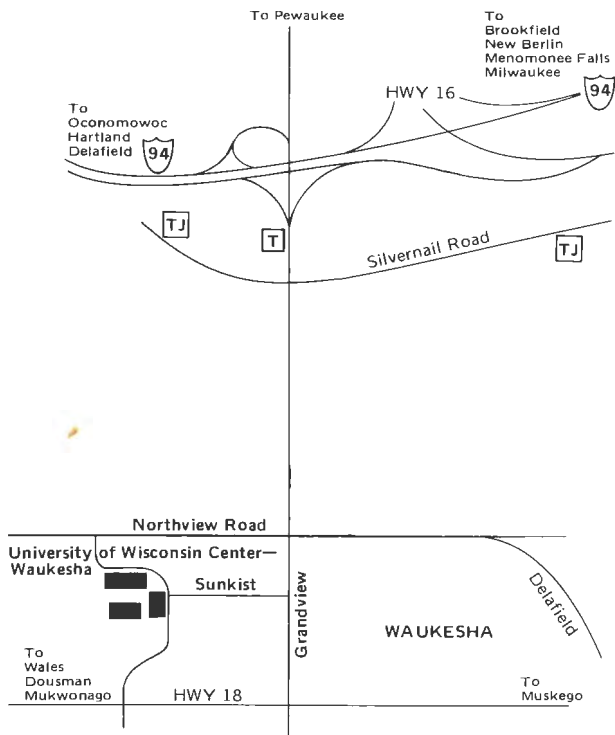 To Pewaukee
To
Brookfield
New Berlin
Menomonee Falls
Milwaukee
HWY 16
94
To
Oconomowoc
Hartland
Delafield
94
TJ
T
Silvernail Road
TJ
Northview Road
University of Wisconsin Center—
Waukesha
Sunkist
Grandview
WAUKESHA
Delafield
To
Wales
Dousman
Mukwonago
HWY 18
To
Muskego